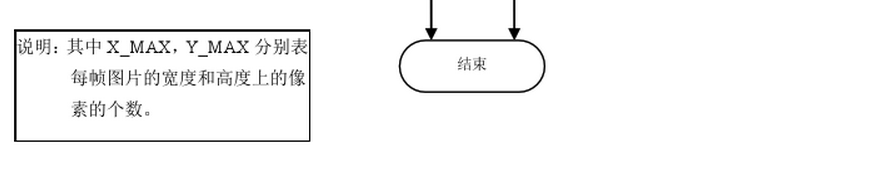 说明：其中 X_MAX，Y_MAX 分别表
每帧图片的宽度和高度上的像
素的个数。
结束